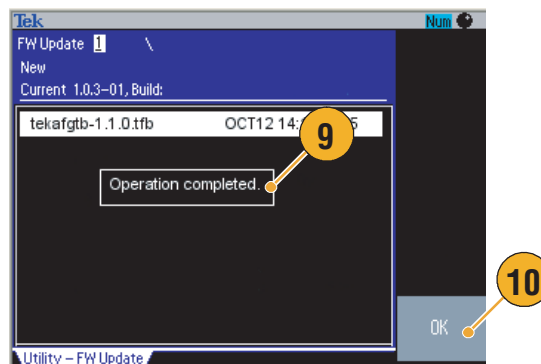 Tek Num
FW Update 1 \
New
Current 1.0.3-01, Build:
tekafgtb-1.1.0.tfb OCT12 14:
9
Operation completed.
10
OK
Utility – FW Update